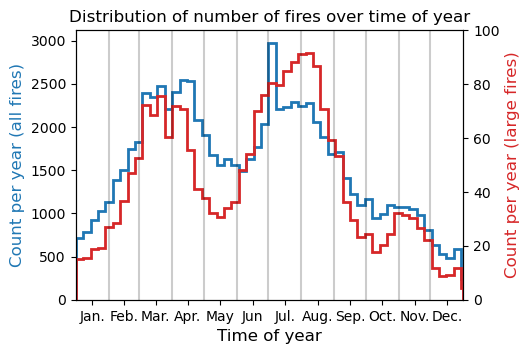 Distribution of number of fires over time of year
Count per year (all fires)
3000
2500
2000
1500
1000
500
0
100
80
60
40
20
0
Count per year (large fires)
Jan. Feb. Mar. Apr. May Jun Jul. Aug. Sep. Oct. Nov. Dec.
Time of year